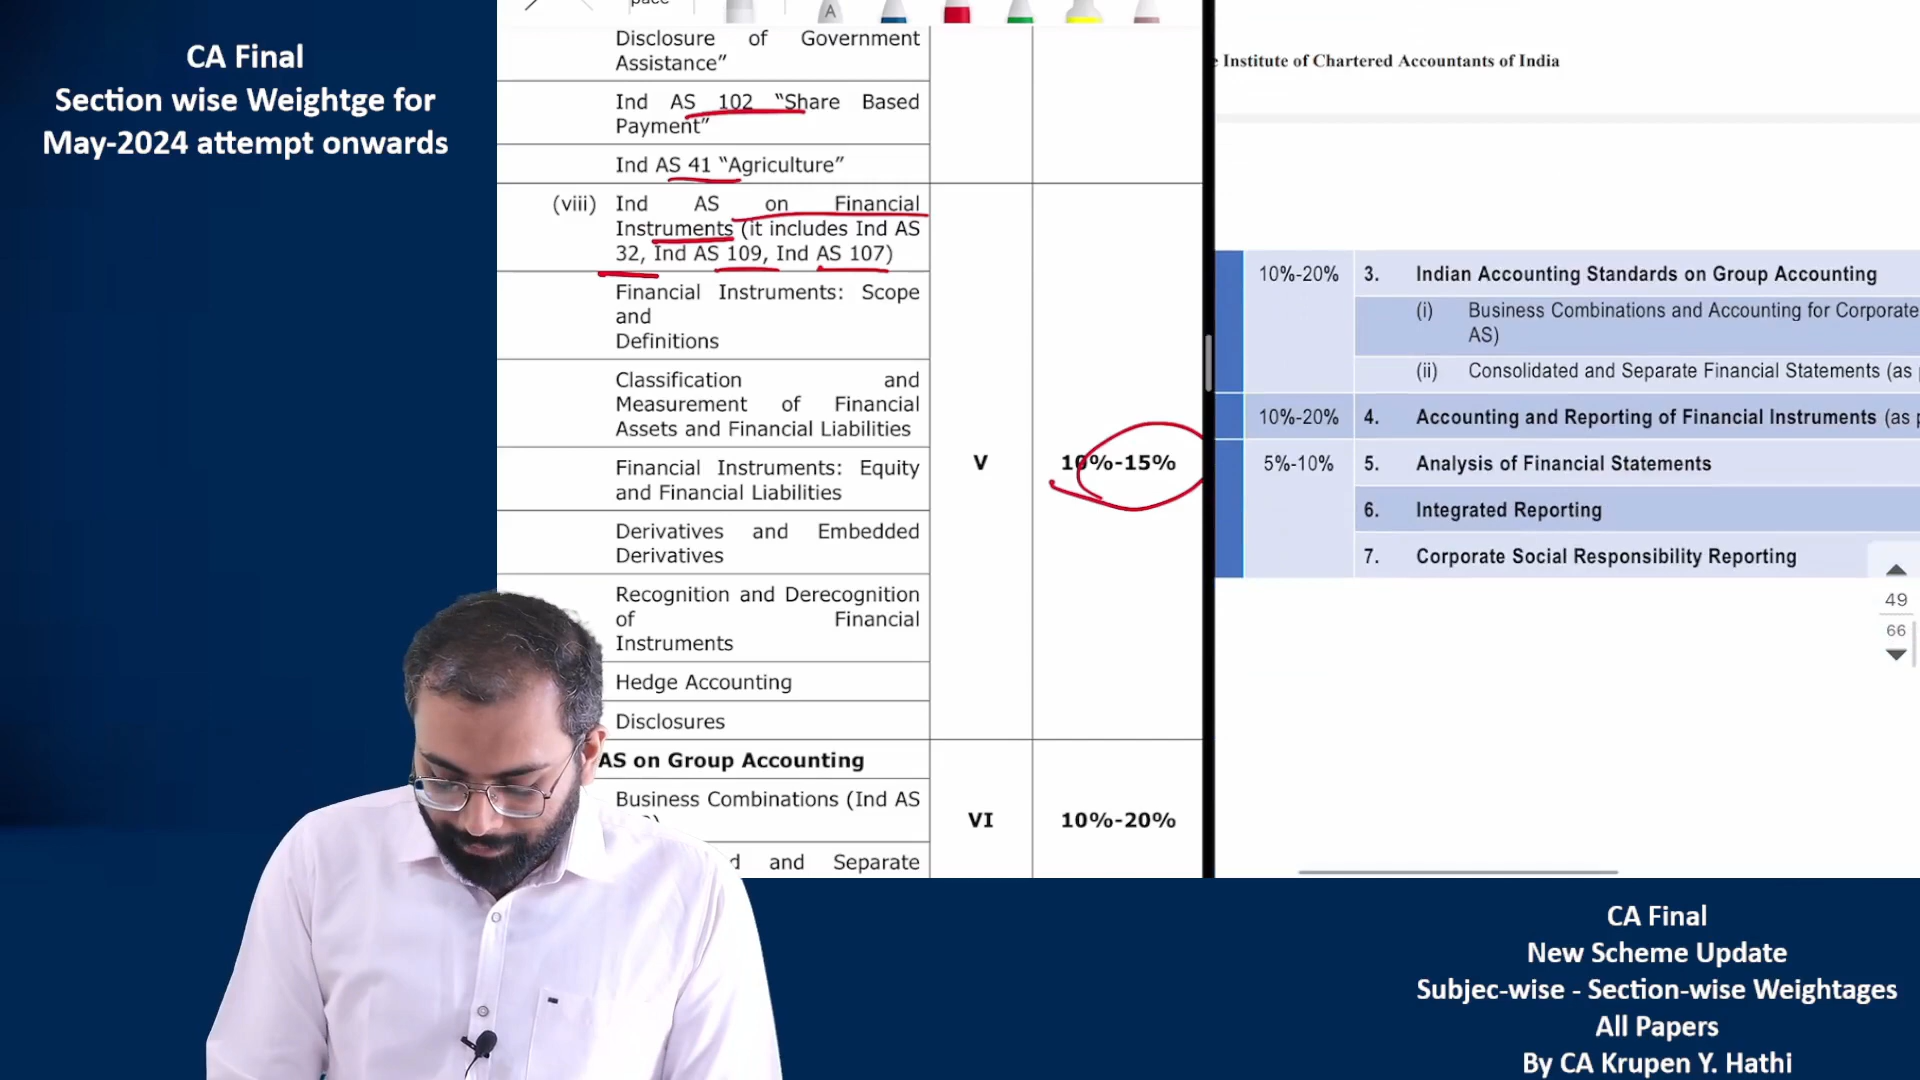 CA Final
Section wise Weightge for
May-2024 attempt onwards
A
Disclosure of Government
Assistance”
Ind AS 102 “Share Based
Payment”
Ind AS 41 “Agriculture”
(viii) Ind AS on Financial
Instruments (it includes Ind AS
32, Ind AS 109, Ind AS 107)
Financial Instruments: Scope
and
Definitions
Classification and
Measurement of Financial
Assets and Financial Liabilities
Financial Instruments: Equity
and Financial Liabilities
Derivatives and Embedded
Derivatives
Recognition and Derecognition
of Financial
Instruments
Hedge Accounting
Disclosures
V 10%-15%
AS on Group Accounting
Business Combinations (Ind AS
and Separate
VI 10%-20%
Institute of Chartered Accountants of India
10%-20% 3. Indian Accounting Standards on Group Accounting
(i) Business Combinations and Accounting for Corporate
AS)
(ii) Consolidated and Separate Financial Statements (as
10%-20% 4. Accounting and Reporting of Financial Instruments (as
5%-10% 5. Analysis of Financial Statements
6. Integrated Reporting
7. Corporate Social Responsibility Reporting
49
66
CA Final
New Scheme Update
Subjec-wise - Section-wise Weightages
All Papers
By CA Krupen Y. Hathi